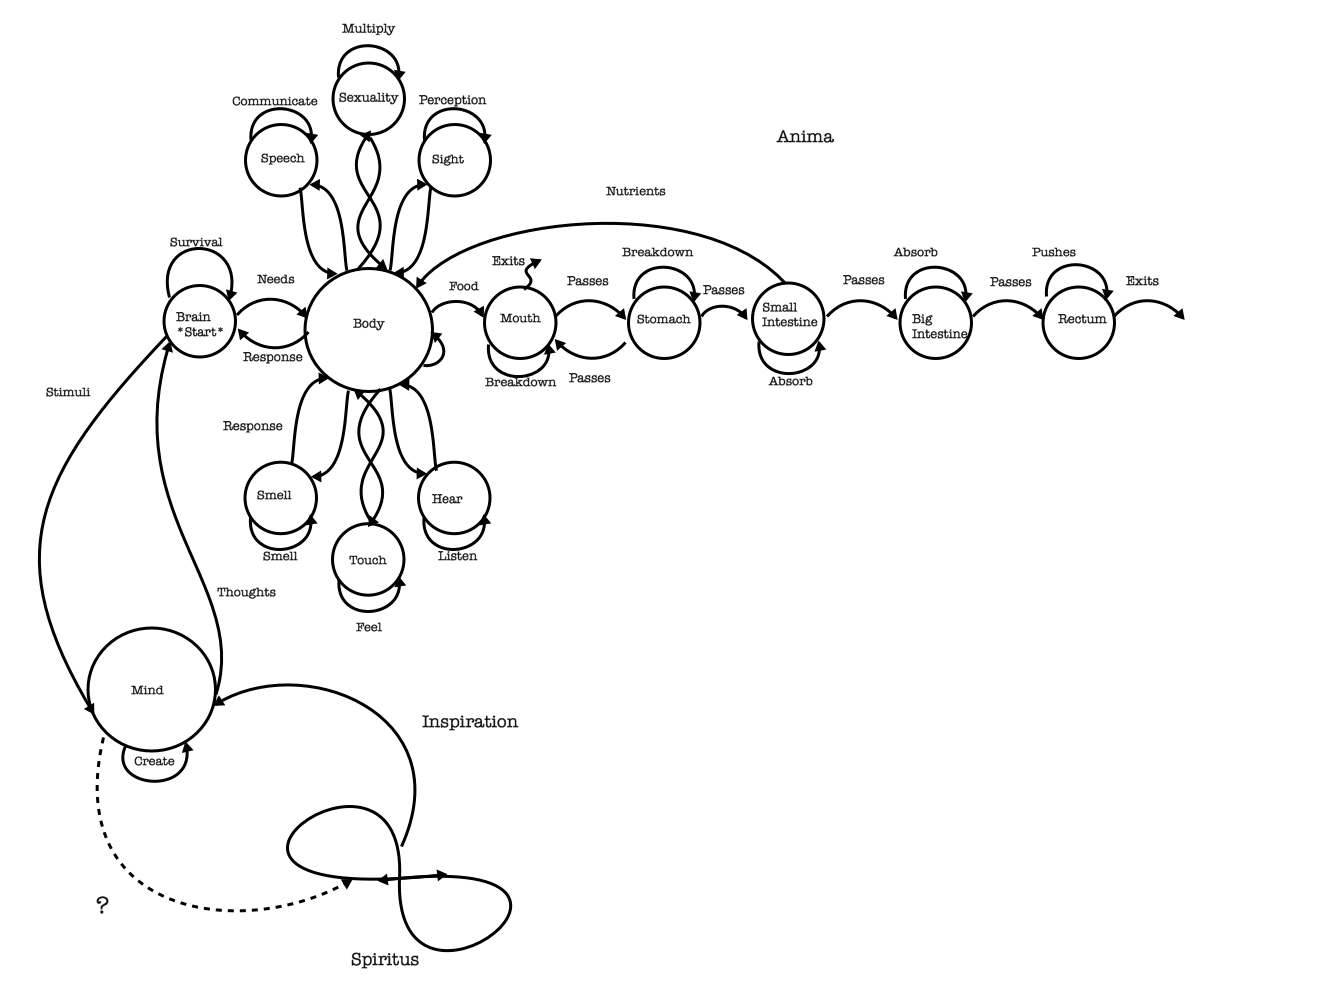 Multiply
Sexuality
Communicate
Perception
Speech
Sight
Anima
Nutrients
Survival
Needs
Brain
*Start*
Response
Body
Food
Exits
Mouth
Breakdown
Passes
Passes
Breakdown
Stomach
Passes
Small
Intestine
Absorb
Passes
Absorb
Big
Intestine
Passes
Pushes
Rectum
Exits
Stimuli
Response
Smell
Smell
Hear
Listen
Touch
Feel
Thoughts
Mind
Create
Inspiration
?
Spiritus